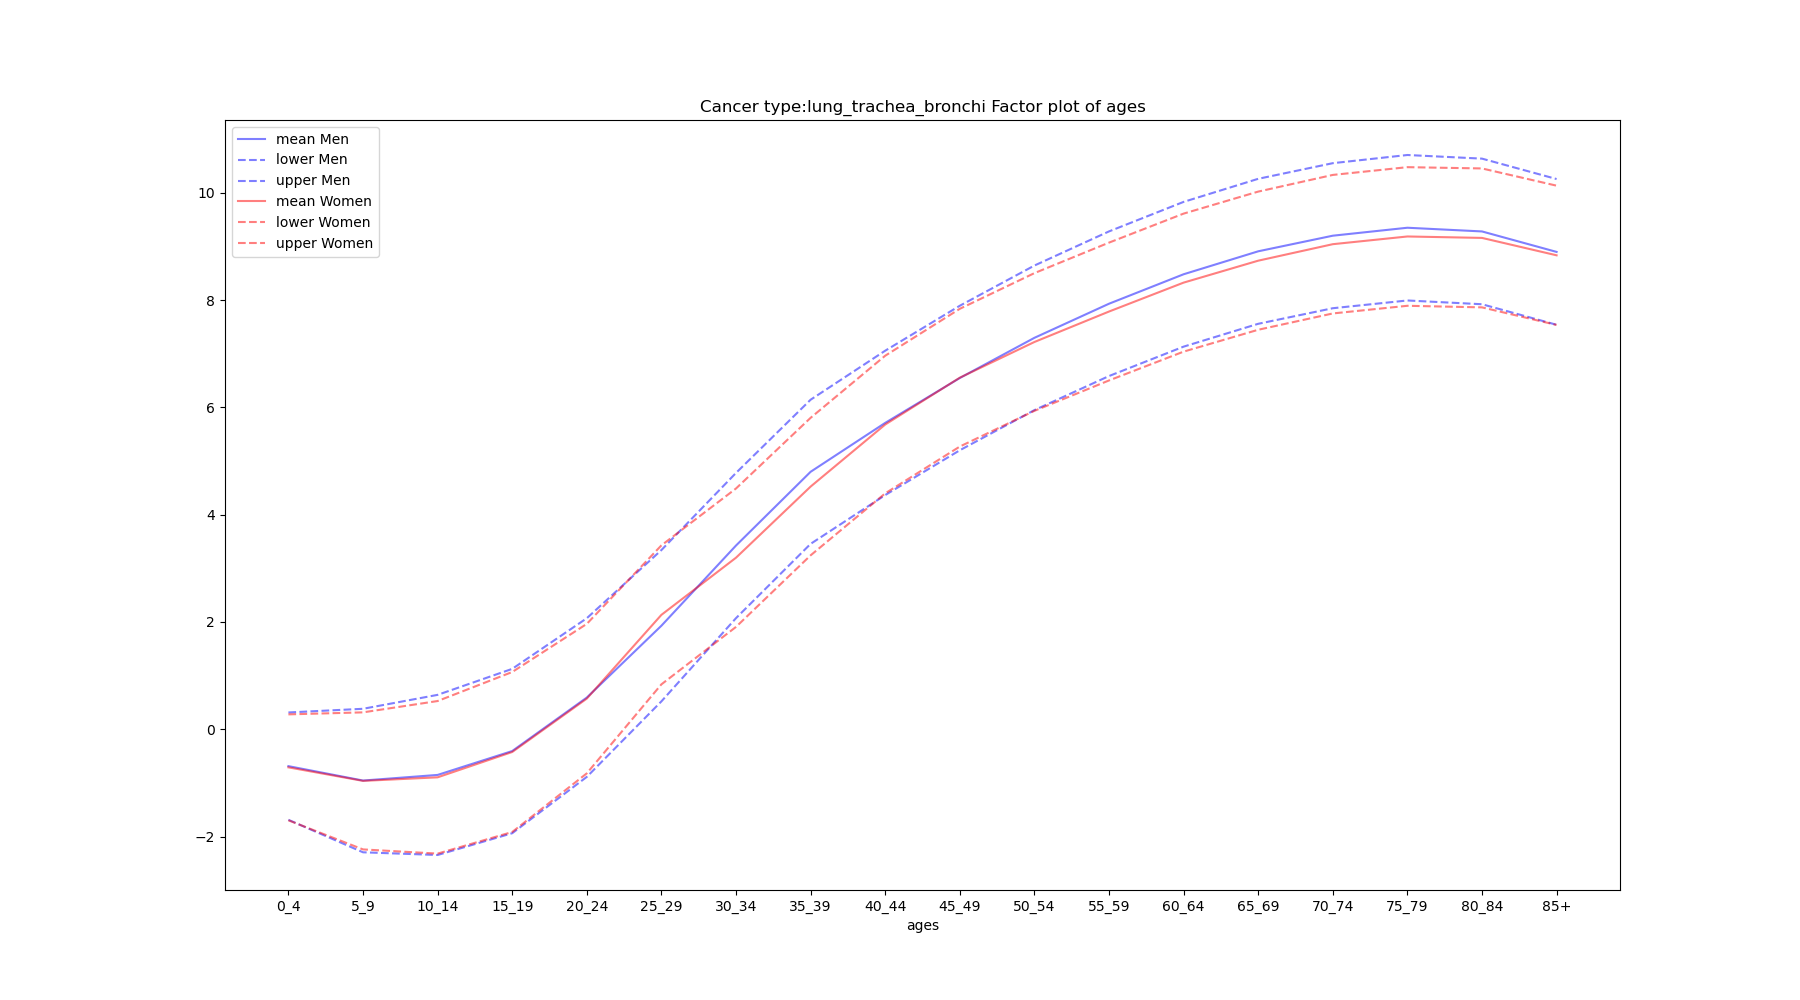 Cancer type:lung_trachea_bronchi Factor plot of ages
mean Men
lower Men
upper Men
mean Women
lower Women
upper Women
10
8
6
4
2
0
−2
0_4 5_9 10_14 15_19 20_24 25_29 30_34 35_39 40_44 45_49 50_54 55_59 60_64 65_69 70_74 75_79 80_84 85+
ages